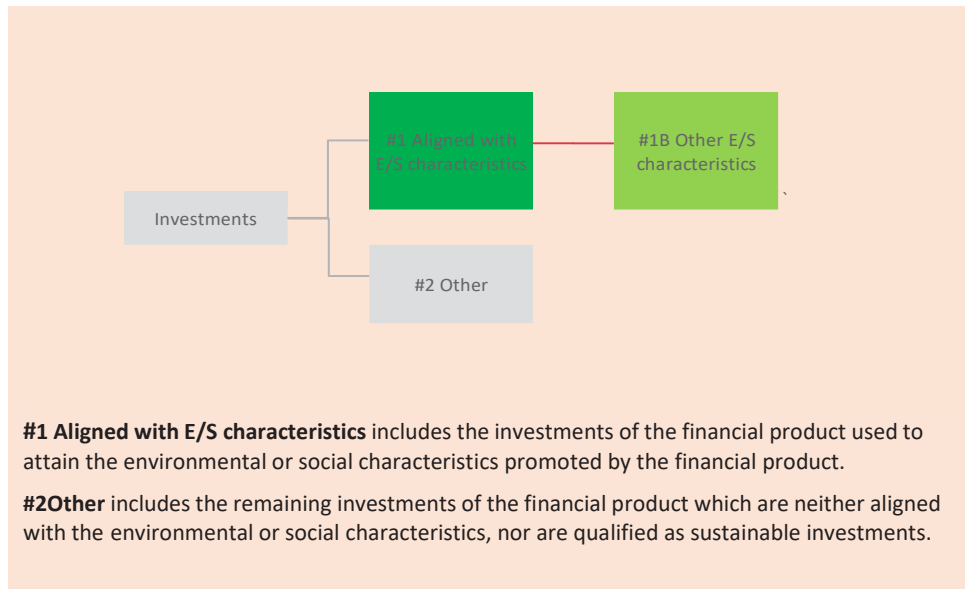 #1 Aligned with
E/S characteristics
#1B Other E/S
characteristics
`
Investments
#2 Other
#1 Aligned with E/S characteristics includes the investments of the financial product used to
attain the environmental or social characteristics promoted by the financial product.
#2Other includes the remaining investments of the financial product which are neither aligned
with the environmental or social characteristics, nor are qualified as sustainable investments.